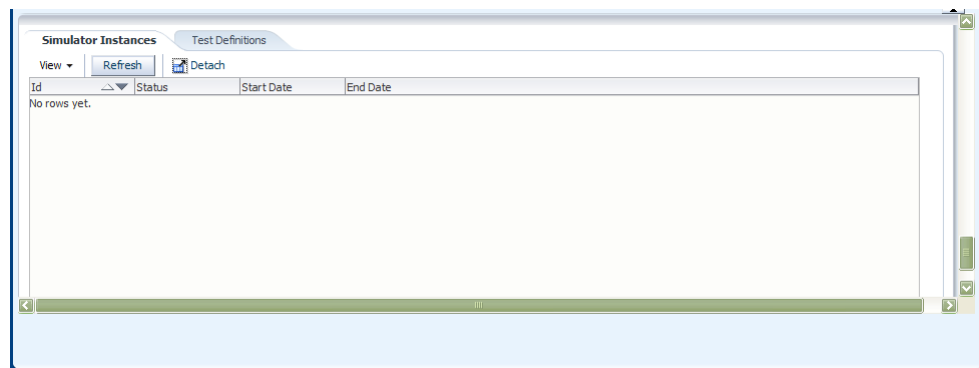 Simulator Instances Test Definitions
View Refresh Detach
Id Status Start Date End Date
No rows yet.